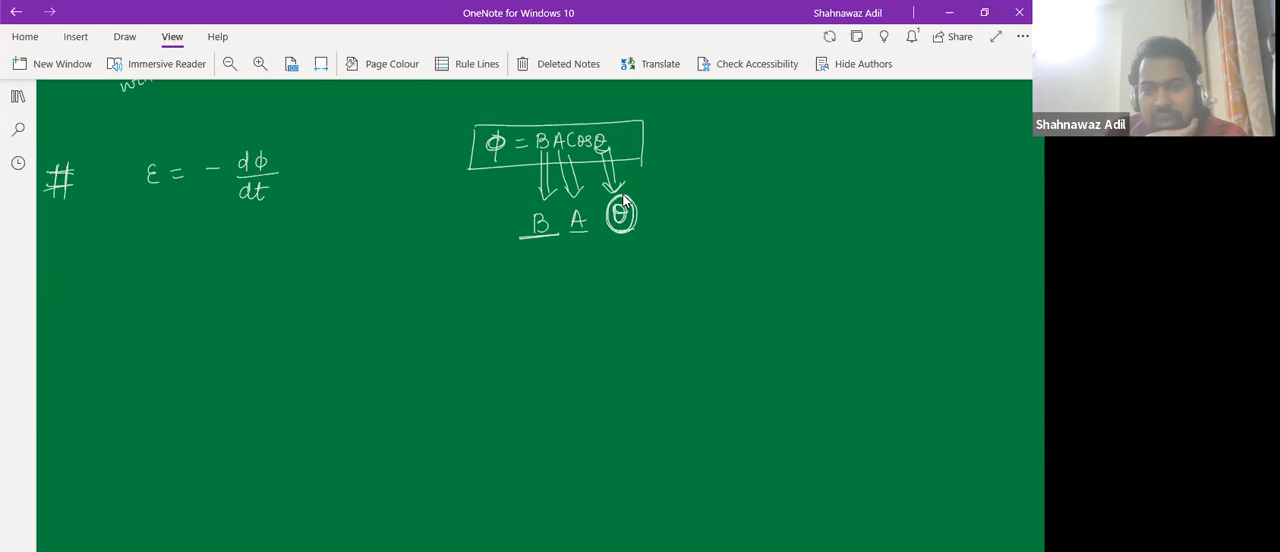 OneNote for Windows 10
Shahnawaz Adil
Home Insert Draw View Help
Share
New Window Immersive Reader Page Colour Rule Lines Deleted Notes Translate Check Accessibility Hide Authors
Shahnawaz Adil
ϕ = BACosθ
# ε = - dϕ/dt
B A θ